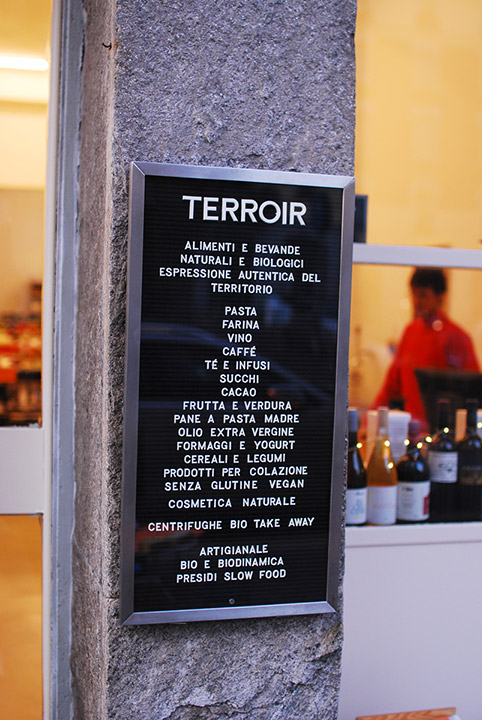 TERROIR
ALIMENTI E BEVANDE
NATURALI E BIOLOGICI
ESPRESSIONE AUTENTICA DEL
TERRITORIO
PASTA
FARINA
VINO
CAFFÉ
TÉ E INFUSI
SUCCHI
CACAO
FRUTTA E VERDURA
PANE A PASTA MADRE
OLIO EXTRA VERGINE
FORMAGGI E YOGURT
CEREALI E LEGUMI
PRODOTTI PER COLAZIONE
SENZA GLUTINE VEGAN
COSMETICA NATURALE
CENTRIFUGHE BIO TAKE AWAY
ARTIGIANALE
BIO E BIODINAMICA
PRESIDI SLOW FOOD